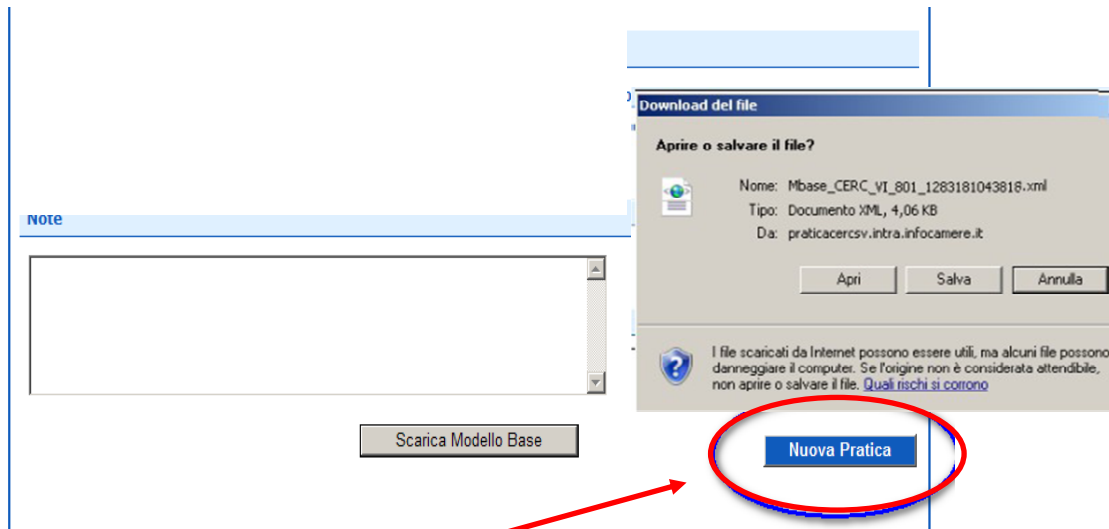 Download del file
Aprire o salvare il file?
Nome: Mbase_CERC_VI_801_1283181043818.xml
Tipo: Documento XML, 4,06 KB
Da: praticacercsv.intra.infocamere.it
Note
Apri Salva Annulla
I file scaricati da Internet possono essere utili, ma alcuni file possono
danneggiare il computer. Se l'origine non è considerata attendibile,
non aprire o salvare il file. Quali rischi si corrono
Scarica Modello Base
Nuova Pratica